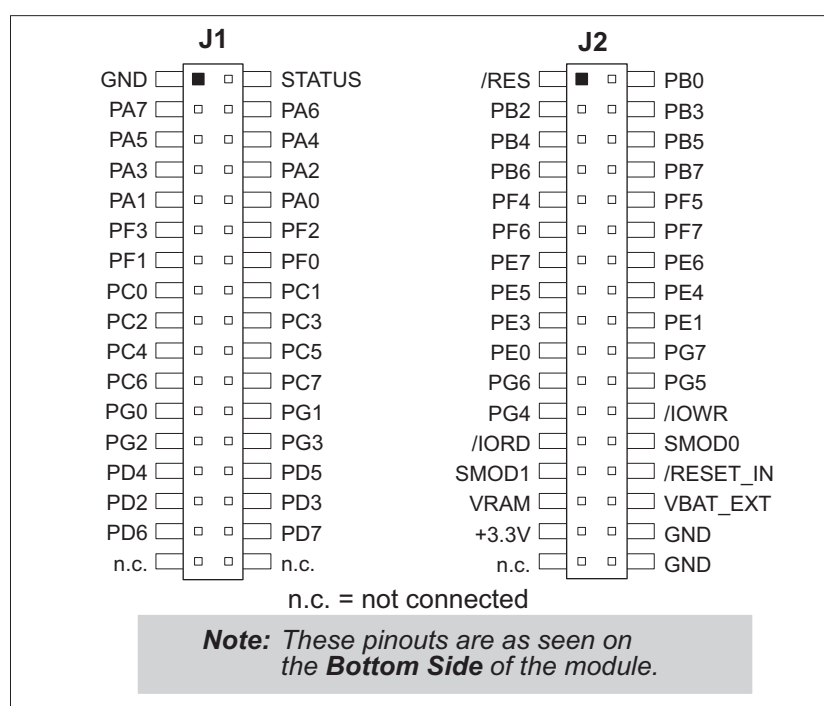 J1 J2
GND STATUS /RES PB0
PA7 PA6 PB2 PB3
PA5 PA4 PB4 PB5
PA3 PA2 PB6 PB7
PA1 PA0 PF4 PF5
PF3 PF2 PF6 PF7
PF1 PF0 PE7 PE6
PC0 PC1 PE5 PE4
PC2 PC3 PE3 PE1
PC4 PC5 PE0 PG7
PC6 PC7 PG6 PG5
PG0 PG1 PG4 /IOWR
PG2 PG3 /IORD SMOD0
PD4 PD5 SMOD1 /RESET_IN
PD2 PD3 VRAM VBAT_EXT
PD6 PD7 +3.3V GND
n.c. n.c. n.c. GND
n.c. = not connected
Note: These pinouts are as seen on
the Bottom Side of the module.